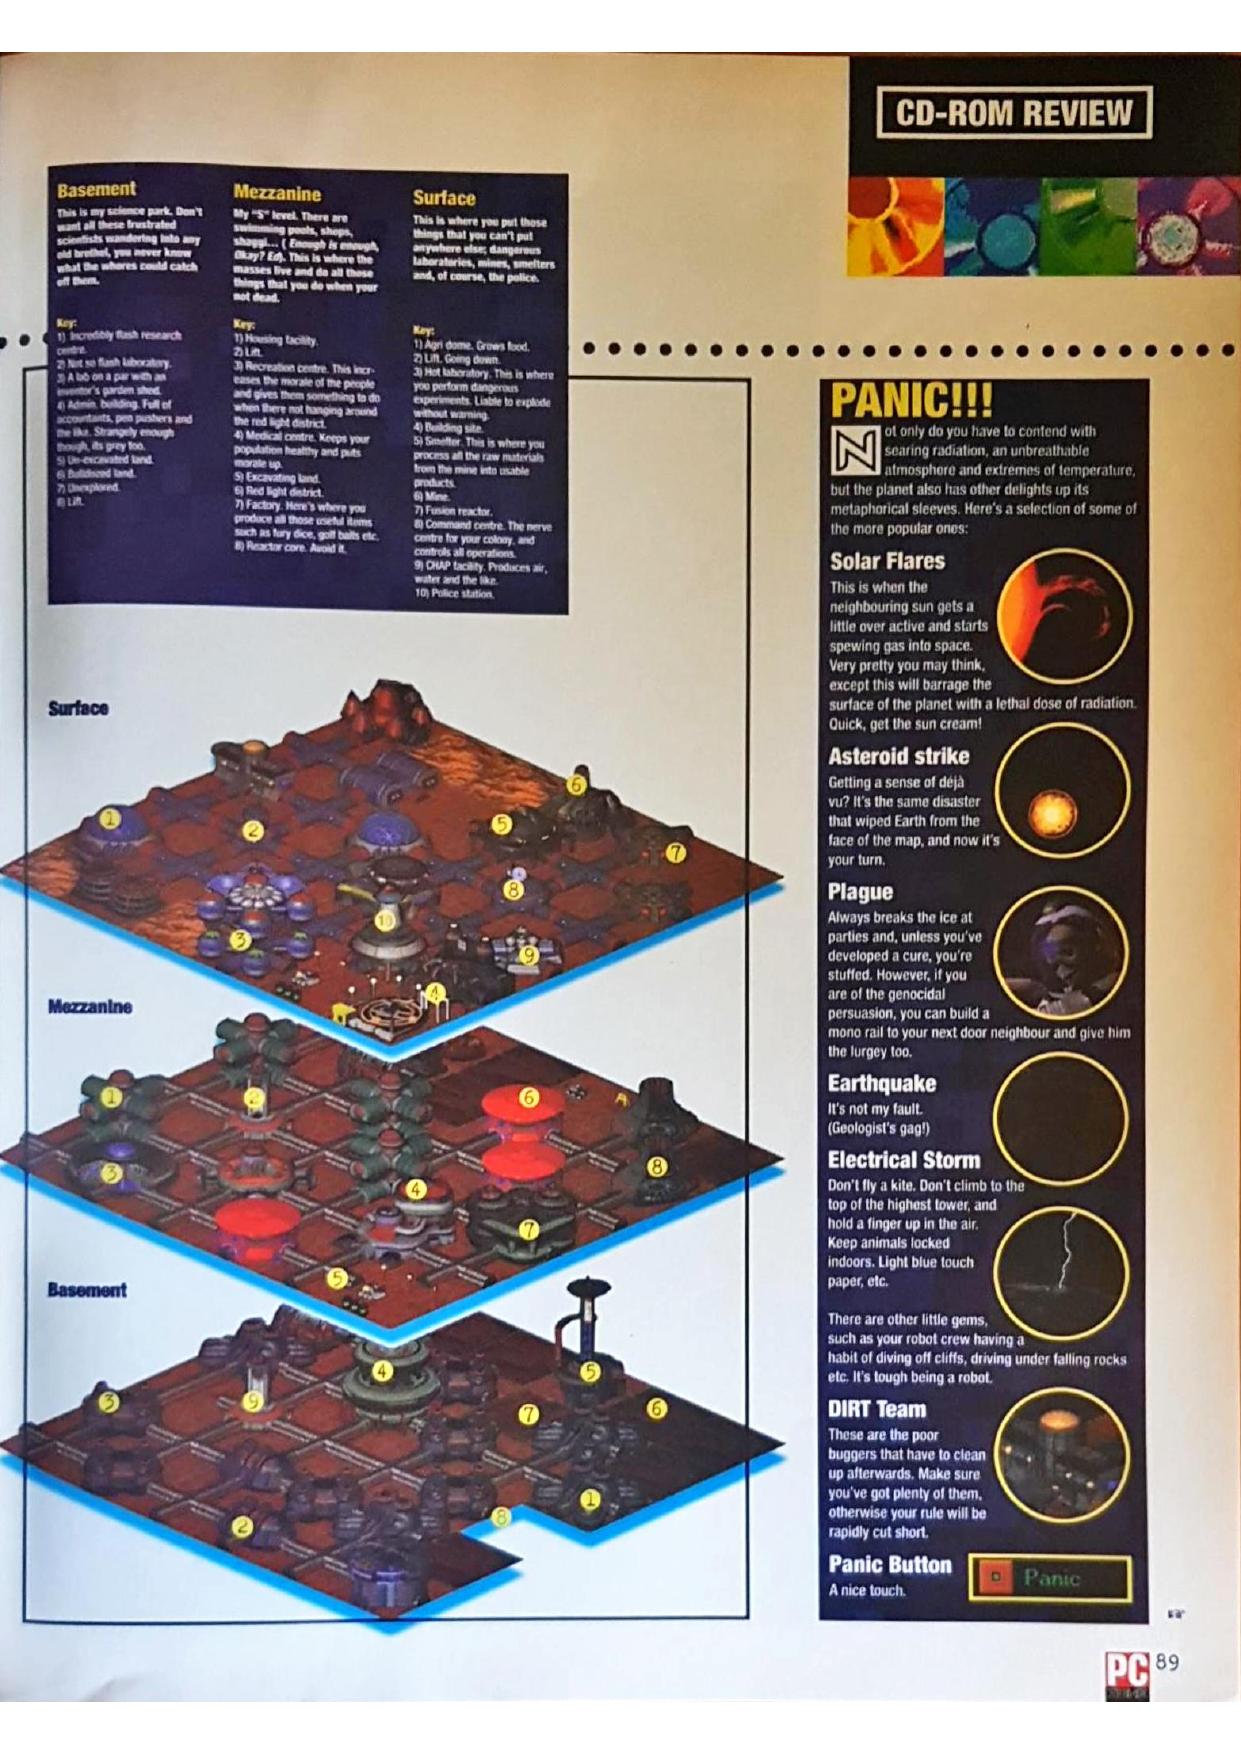 CD-ROM REVIEW
Basement
This is my science park. Don't
want all these frustrated
scientists wandering into any
old brothel, you never know
what the whores could catch
off them.
Key:
1) Incredibly flash research
centre.
2) Not so flash laboratory.
3) A lab on a par with an
inventor's garden shed.
4) Admin. building. Full of
accountants, pen pushers and
the like. Strangely enough
though, its grey too.
5) Un-excavated land.
6) Bulldozed land.
7) Unexplored.
8) Lift.
Mezzanine
My "S" level. There are
swimming pools, shops,
shaggi... ( Enough is enough,
Okay? Ed). This is where the
masses live and do all those
things that you do when your
not dead.
Key:
1) Housing facility.
2) Lift.
3) Recreation centre. This incr-
eases the morale of the people
and gives them something to do
when there not hanging around
the red light district.
4) Medical centre. Keeps your
population healthy and puts
morale up.
5) Excavating land.
6) Red light district.
7) Factory. Here's where you
produce all those useful items
such as fury dice, golf balls etc.
8) Reactor core. Avoid it.
Surface
This is where you put those
things that you can't put
anywhere else; dangerous
laboratories, mines, smelters
and, of course, the police.
Key:
1) Agri dome. Grows food.
2) Lift. Going down.
3) Hot laboratory. This is where
you perform dangerous
experiments. Liable to explode
without warning.
4) Building site.
5) Smelter. This is where you
process all the raw materials
from the mine into usable
products.
6) Mine.
7) Fusion reactor.
8) Command centre. The nerve
centre for your colony, and
controls all operations.
9) CHAP facility. Produces air,
water and the like.
10) Police station.
Surface
6
1
2
5
7
8
10
3
9
4
Mezzanine
1
2
6
3
8
4
7
5
Basement
4
5
3
9
7
6
1
8
2
PANIC!!!
Not only do you have to contend with
searing radiation, an unbreathable
atmosphere and extremes of temperature,
but the planet also has other delights up its
metaphorical sleeves. Here's a selection of some of
the more popular ones:
Solar Flares
This is when the
neighbouring sun gets a
little over active and starts
spewing gas into space.
Very pretty you may think,
except this will barrage the
surface of the planet with a lethal dose of radiation.
Quick, get the sun cream!
Asteroid strike
Getting a sense of déjà
vu? It's the same disaster
that wiped Earth from the
face of the map, and now it's
your turn.
Plague
Always breaks the ice at
parties and, unless you've
developed a cure, you're
stuffed. However, if you
are of the genocidal
persuasion, you can build a
mono rail to your next door neighbour and give him
the lurgey too.
Earthquake
It's not my fault.
(Geologist's gag!)
Electrical Storm
Don't fly a kite. Don't climb to the
top of the highest tower, and
hold a finger up in the air.
Keep animals locked
indoors. Light blue touch
paper, etc.
There are other little gems,
such as your robot crew having a
habit of diving off cliffs, driving under falling rocks
etc. It's tough being a robot.
DIRT Team
These are the poor
buggers that have to clean
up afterwards. Make sure
you've got plenty of them,
otherwise your rule will be
rapidly cut short.
Panic Button
A nice touch.
Panic
PC
89